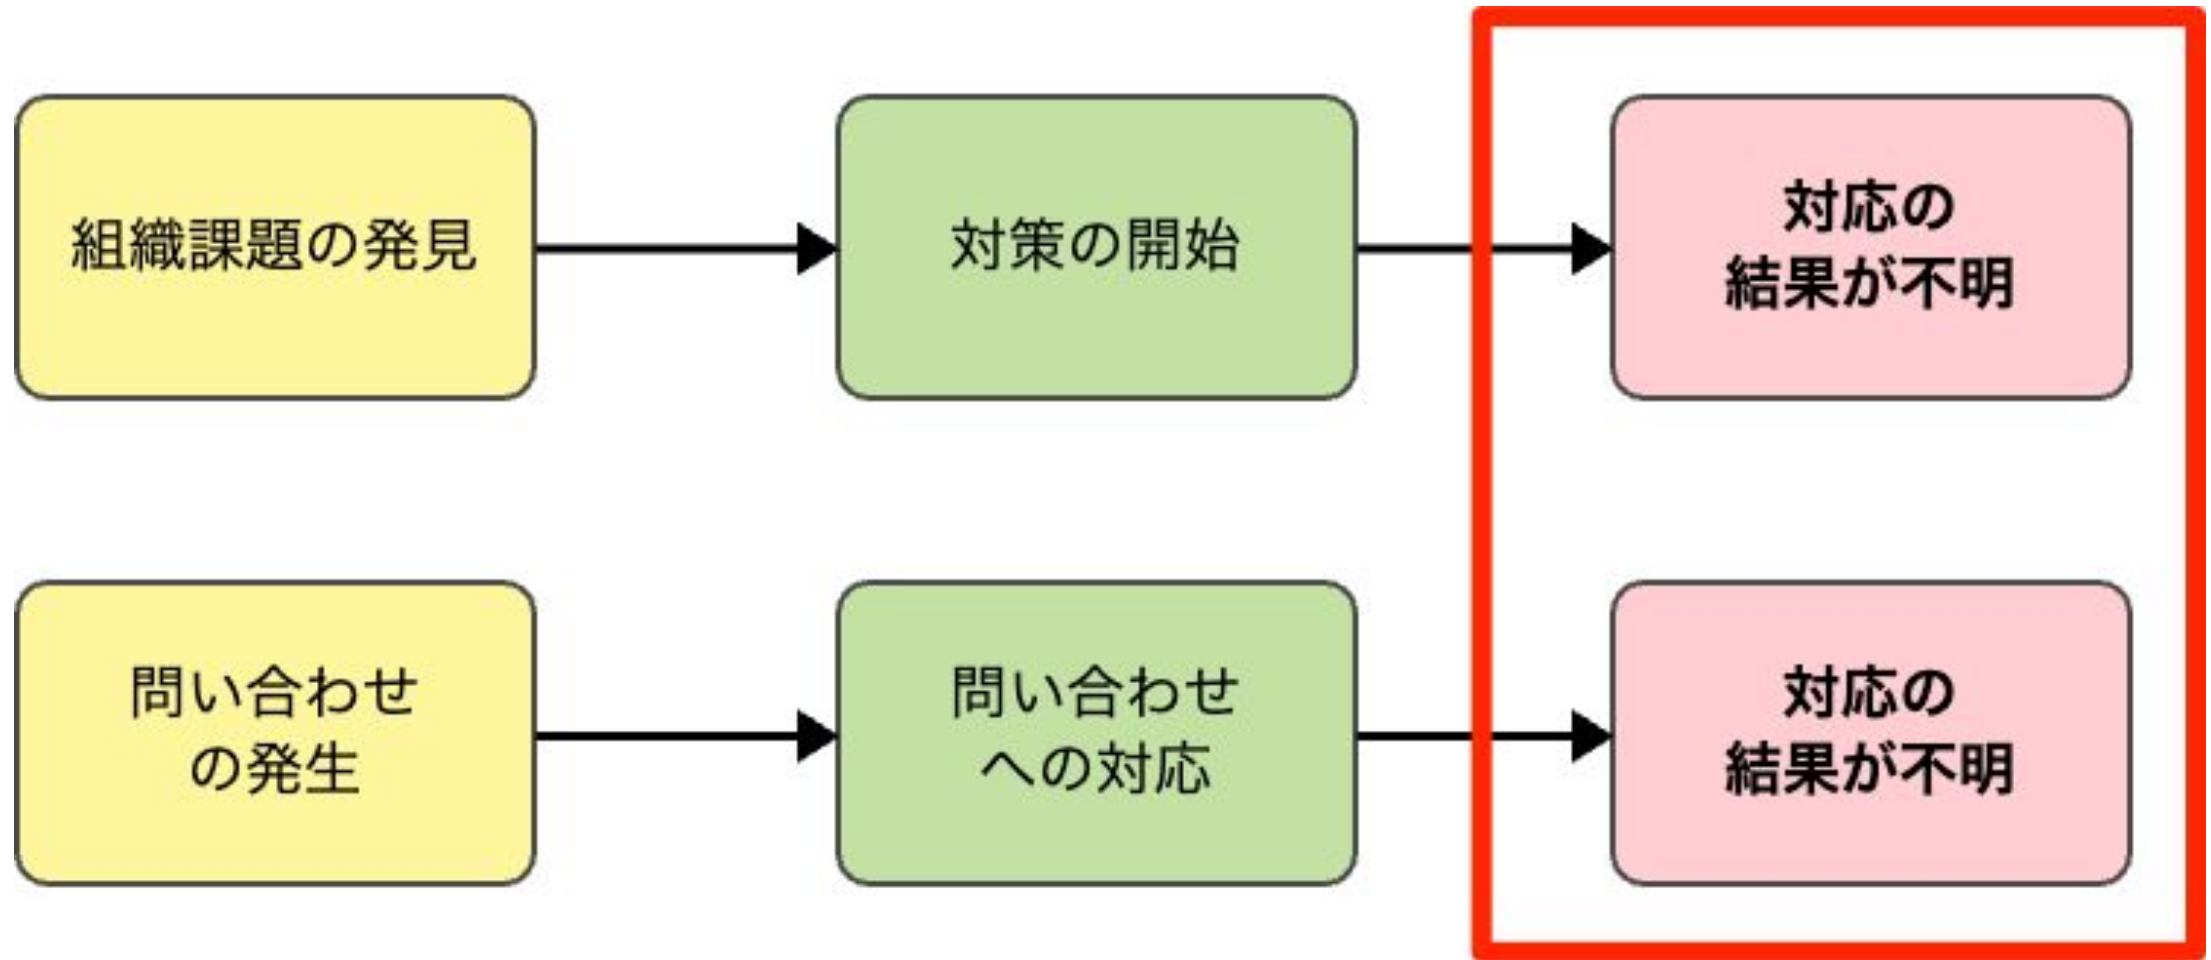 組織課題の発見
対策の開始
対応の
結果が不明
問い合わせ
の発生
問い合わせ
への対応
対応の
結果が不明